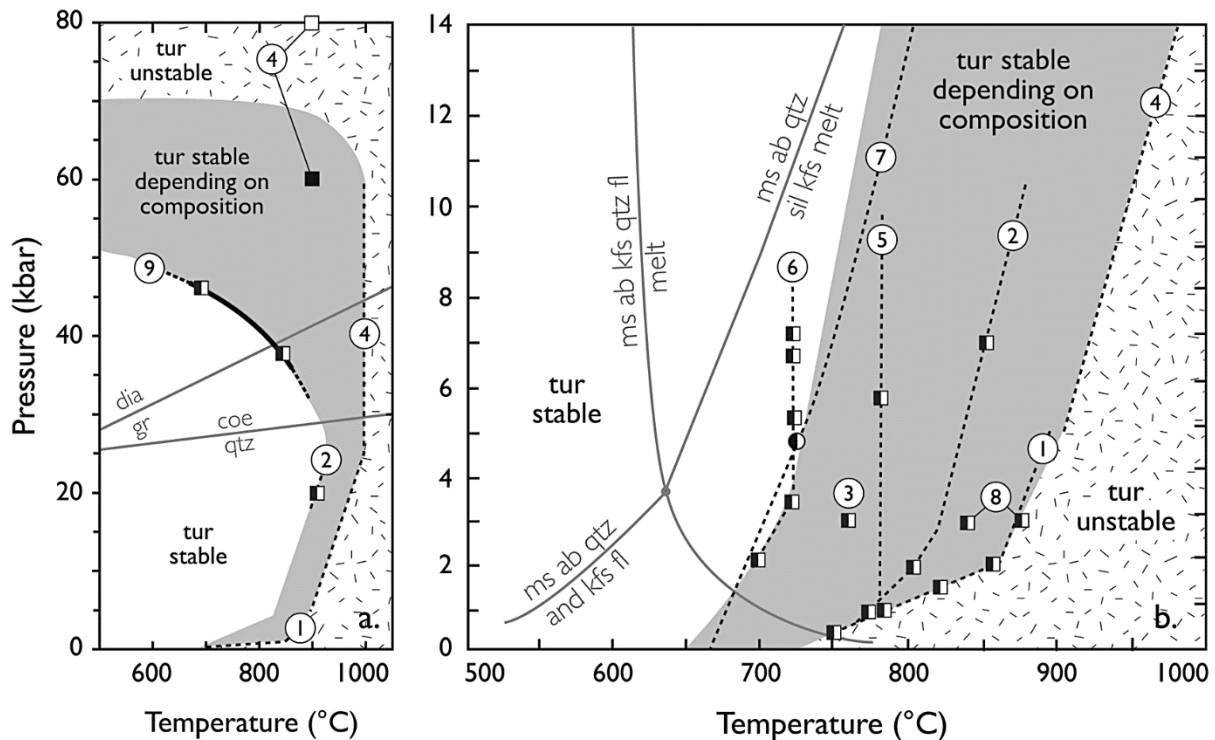 80
60
40
20
0
Pressure (kbar)
600
800
1000
Temperature (°C)
tur
unstable
4
tur stable
depending on
composition
9
4
dia
gr
coe
qtz
2
tur
stable
1
a.
14
12
10
8
6
4
2
0
500
600
700
800
900
1000
Temperature (°C)
tur stable
depending on
composition
4
7
ms ab kfs qtz fl
melt
ms ab qtz
sil kfs melt
6
5
2
tur
stable
1
3
8
tur
unstable
ms ab qtz
and kfs fl
b.